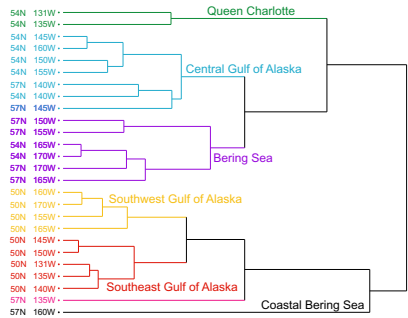 54N 131W
Queen Charlotte
54N 135W
54N 145W
54N 160W
54N 150W
54N 155W
Central Gulf of Alaska
57N 140W
54N 140W
57N 145W
57N 150W
57N 155W
54N 165W
Bering Sea
54N 170W
57N 170W
57N 165W
50N 160W
Southwest Gulf of Alaska
50N 170W
50N 155W
50N 165W
50N 145W
50N 150W
50N 131W
50N 135W
50N 140W
Southeast Gulf of Alaska
57N 135W
Coastal Bering Sea
57N 160W